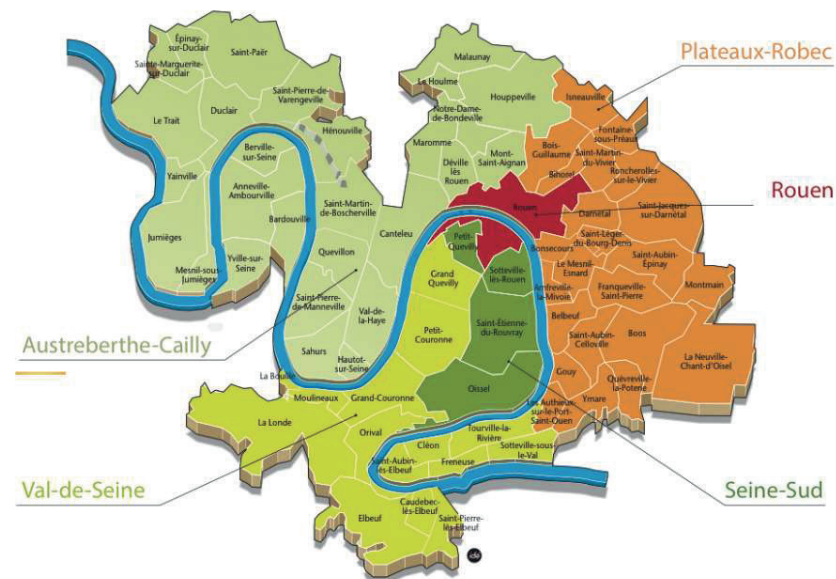 Épinay-
sur-Duclair
Saint-Paër
Sainte-Marguerite-
sur-Duclair
Saint-Pierre-de-
Varengeville
Duclair
Le Trait
Hénouville
Berville-
sur-Seine
Yainville
Anneville-
Ambourville
Bardouville
Saint-Martin-
de-Boscherville
Jumièges
Mesnil-sous-
Jumièges
Yville-sur-
Seine
Quevillon
Canteleu
Saint-Pierre-
de-Manneville
Val-de-
la-Haye
Sahurs
Hautot-sur-
Seine
Malaunay
Le Houlme
Houppeville
Notre-Dame-
de-Bondeville
Maromme
Mont-
Saint-Aignan
Déville
lès
Rouen
Austreberthe-Cailly
Plateaux-Robec
Isneauville
Fontaine-
sous-Préaux
Bois-
Guillaume
Saint-Martin-
du-Vivier
Bihorel
Roncherolles-
sur-le-Vivier
Rouen
Rouen
Darnétal
Saint-Jacques-
sur-Darnétal
Saint-Léger-
du-Bourg-Denis
Bonsecours
Le Mesnil-
Esnard
Saint-Aubin-
Épinay
Amfreville-
la-Mivoie
Franqueville-
Saint-Pierre
Montmain
Belbeuf
Saint-Aubin-
Celloville
Boos
La Neuville-
Chant-d'Oisel
Gouy
Quévreville-
la-Poterie
Ymare
Les Authieux-
sur-le-Port-
Saint-Ouen
Petit-
Quevilly
Sotteville-
lès-Rouen
Grand
Quevilly
Saint-Étienne-
du-Rouvray
Petit-
Couronne
Oissel
La Bouille
Moulineaux
Grand-Couronne
La Londe
Orival
Tourville-la-
Rivière
Cléon
Sotteville-sous-
le-Val
Saint-Aubin-
lès-Elbeuf
Freneuse
Caudebec-
lès-Elbeuf
Elbeuf
Saint-Pierre-
lès-Elbeuf
Val-de-Seine
Seine-Sud
idé